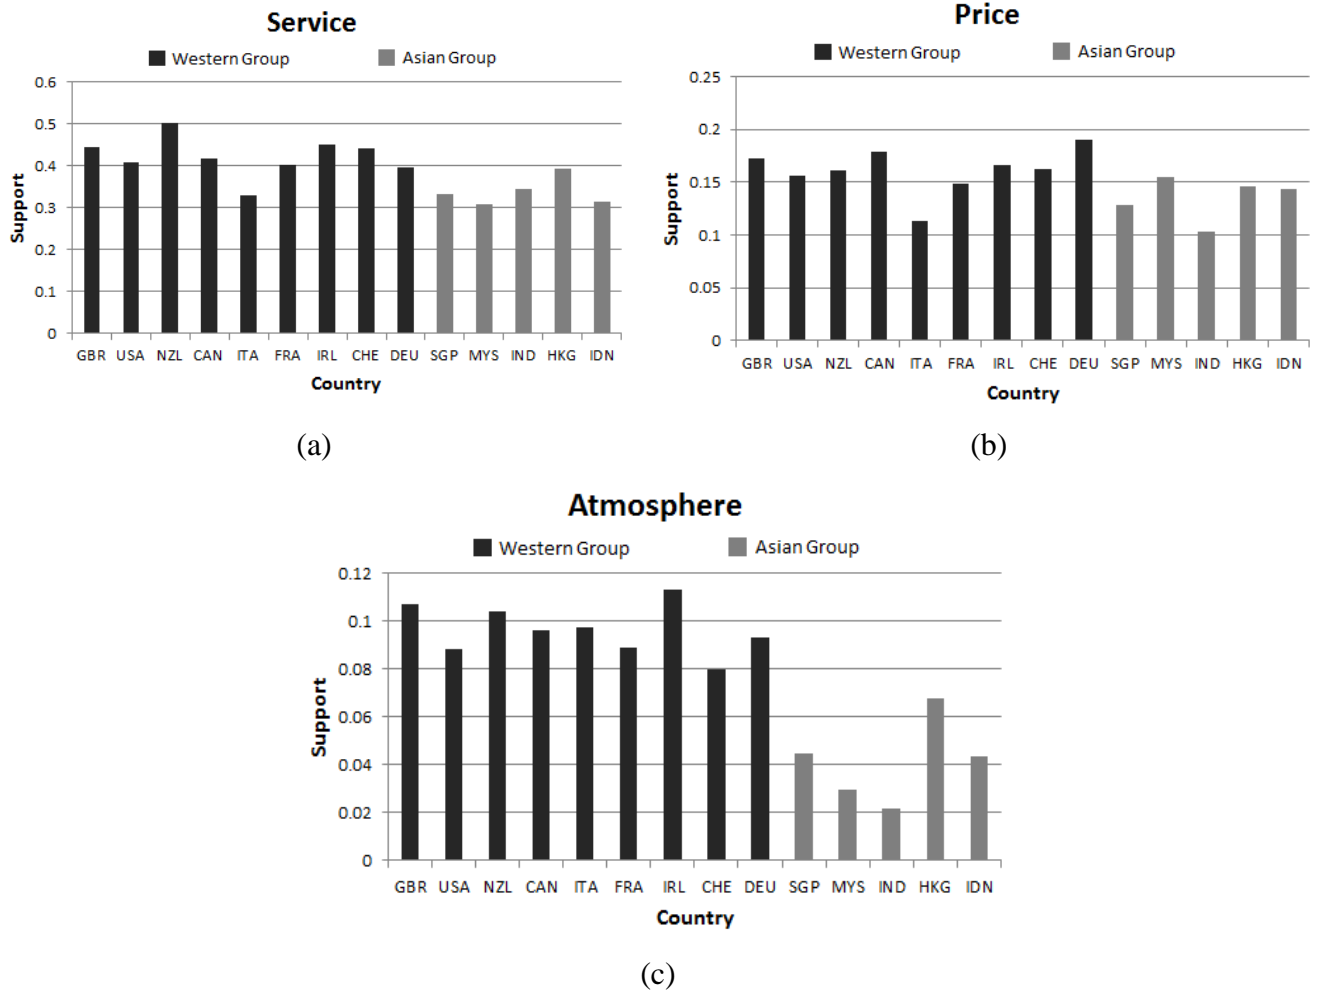 Service
Western Group Asian Group
0.6
0.5
0.4
0.3
0.2
0.1
0
Support
GBR USA NZL CAN ITA FRA IRL CHE DEU SGP MYS IND HKG IDN
Country
(a)
Price
Western Group Asian Group
0.25
0.2
0.15
0.1
0.05
0
Support
GBR USA NZL CAN ITA FRA IRL CHE DEU SGP MYS IND HKG IDN
Country
(b)
Atmosphere
Western Group Asian Group
0.12
0.1
0.08
0.06
0.04
0.02
0
Support
GBR USA NZL CAN ITA FRA IRL CHE DEU SGP MYS IND HKG IDN
Country
(c)